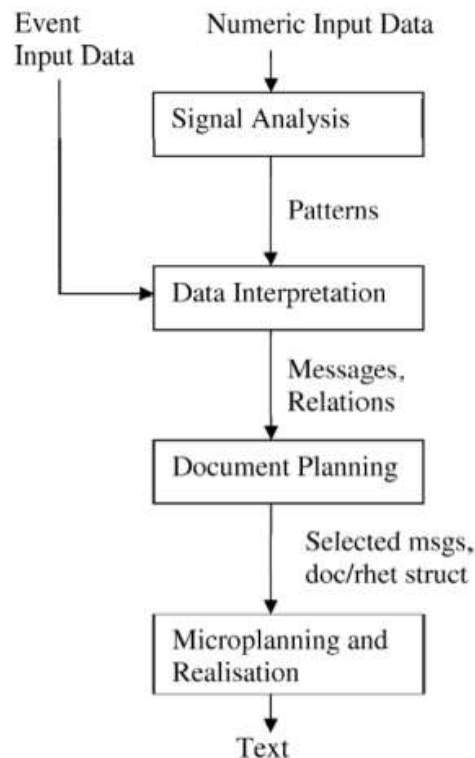 Event
Input Data
Numeric Input Data
Signal Analysis
Patterns
Data Interpretation
Messages,
Relations
Document Planning
Selected msgs,
doc/rhet struct
Microplanning and
Realisation
Text